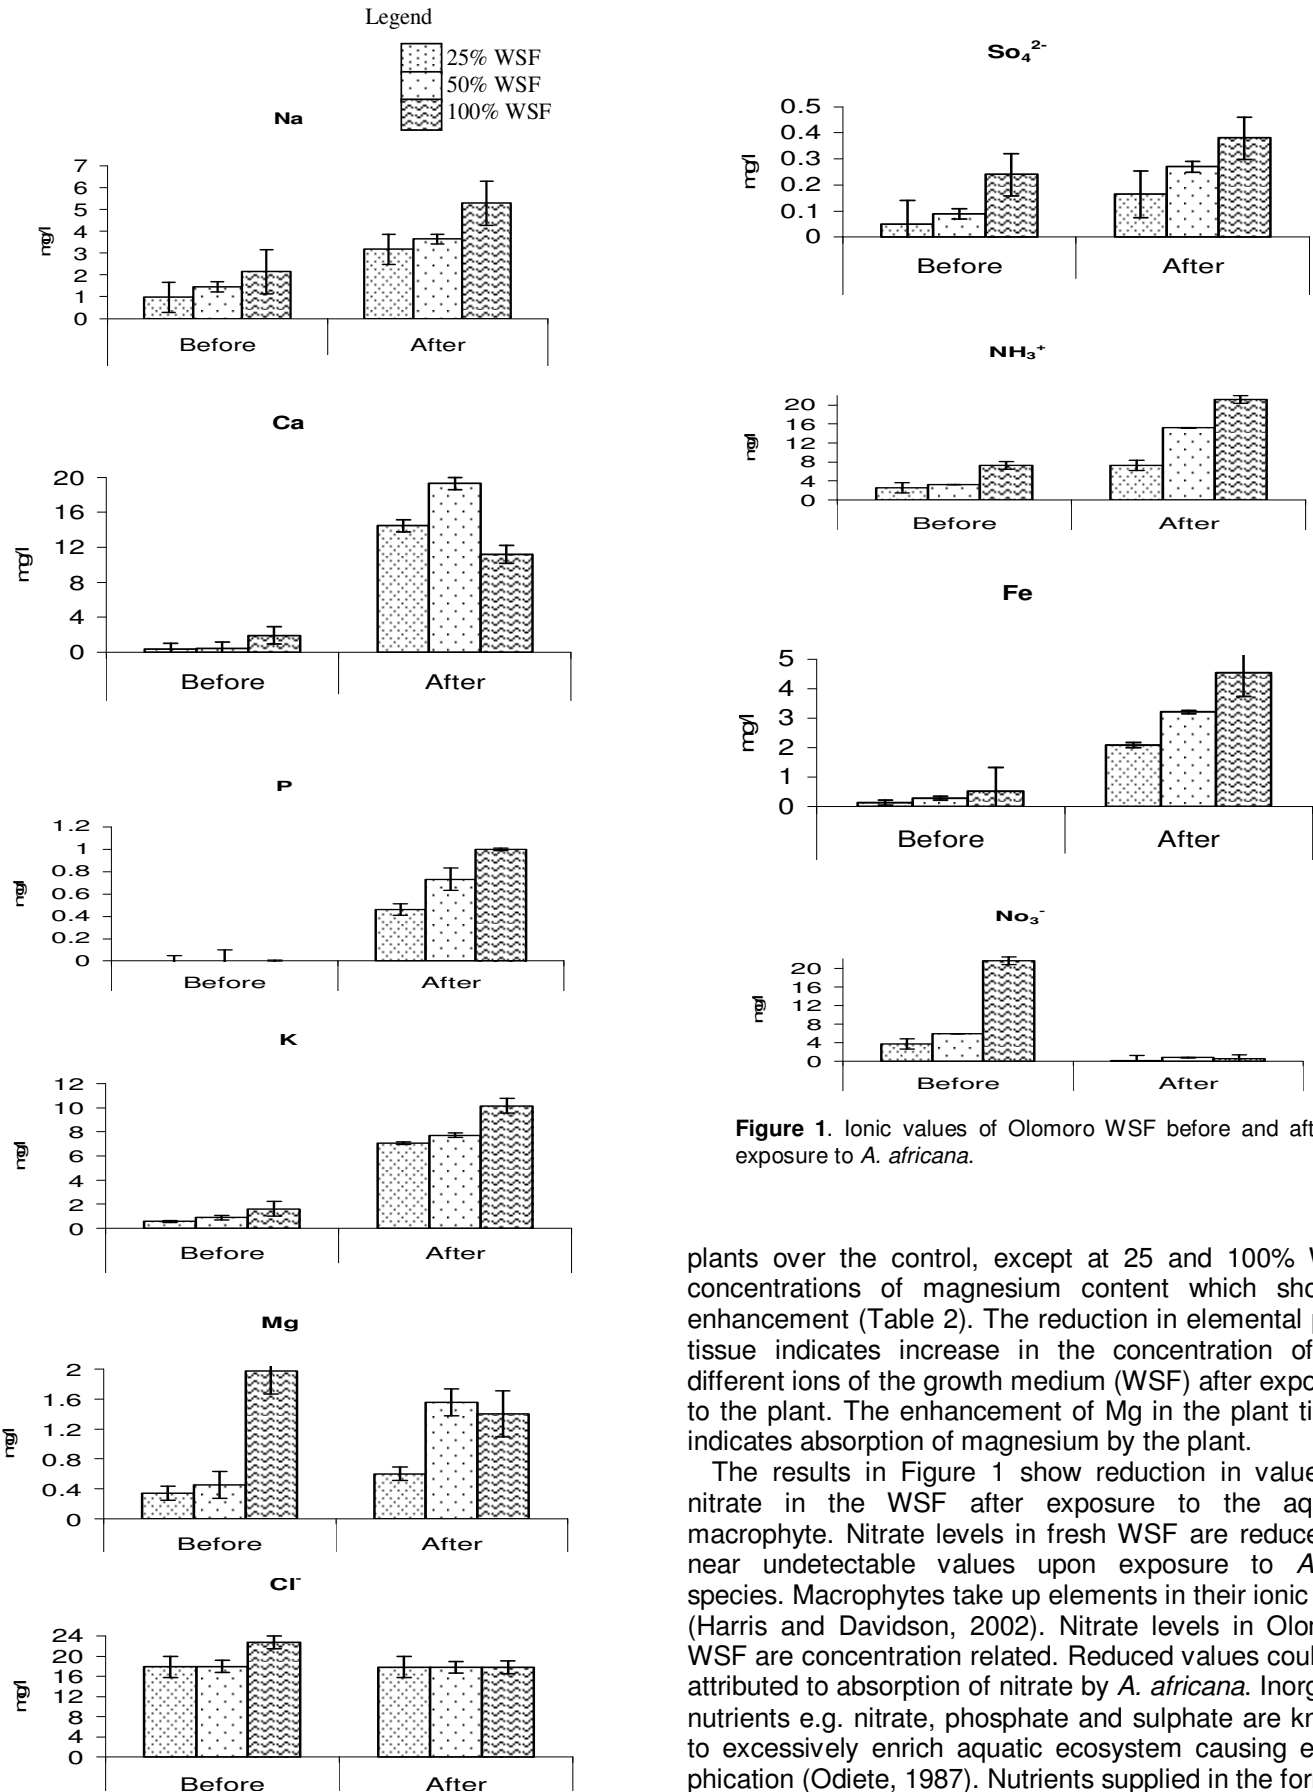 Legend
25% WSF
50% WSF
100% WSF
Na
7
6
5
4
3
2
1
0
mg/l
Before After
Ca
20
16
12
8
4
0
mg/l
Before After
P
1.2
1
0.8
0.6
0.4
0.2
0
mg/l
Before After
K
12
10
8
6
4
2
0
mg/l
Before After
Mg
2
1.6
1.2
0.8
0.4
0
mg/l
Before After
Cl⁻
24
20
16
12
8
4
0
mg/l
Before After
So₄²⁻
0.5
0.4
0.3
0.2
0.1
0
mg/l
Before After
NH₃⁺
20
16
12
8
4
0
mg/l
Before After
Fe
5
4
3
2
1
0
mg/l
Before After
No₃⁻
20
16
12
8
4
0
mg/l
Before After
Figure 1. Ionic values of Olomoro WSF before and aft
exposure to A. africana.
plants over the control, except at 25 and 100%
concentrations of magnesium content which sho
enhancement (Table 2). The reduction in elemental
tissue indicates increase in the concentration of
different ions of the growth medium (WSF) after expo
to the plant. The enhancement of Mg in the plant ti
indicates absorption of magnesium by the plant.
The results in Figure 1 show reduction in value
nitrate in the WSF after exposure to the aq
macrophyte. Nitrate levels in fresh WSF are reduce
near undetectable values upon exposure to A
species. Macrophytes take up elements in their ionic
(Harris and Davidson, 2002). Nitrate levels in Olor
WSF are concentration related. Reduced values coul
attributed to absorption of nitrate by A. africana. Inorg
nutrients e.g. nitrate, phosphate and sulphate are kn
to excessively enrich aquatic ecosystem causing e
phication (Odiete, 1987). Nutrients supplied in the for